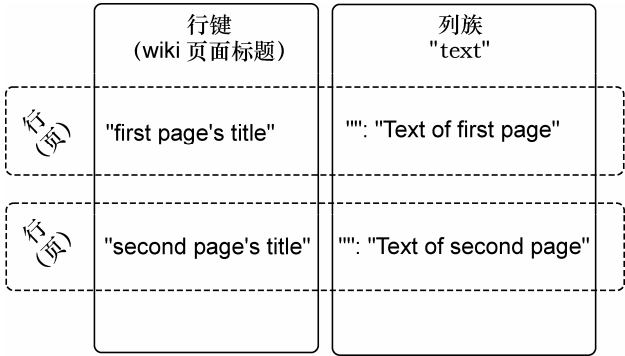 行键
（wiki 页面标题）
列族
"text"
行
（页）
"first page's title"
"": "Text of first page"
行
（页）
"second page's title"
"": "Text of second page"